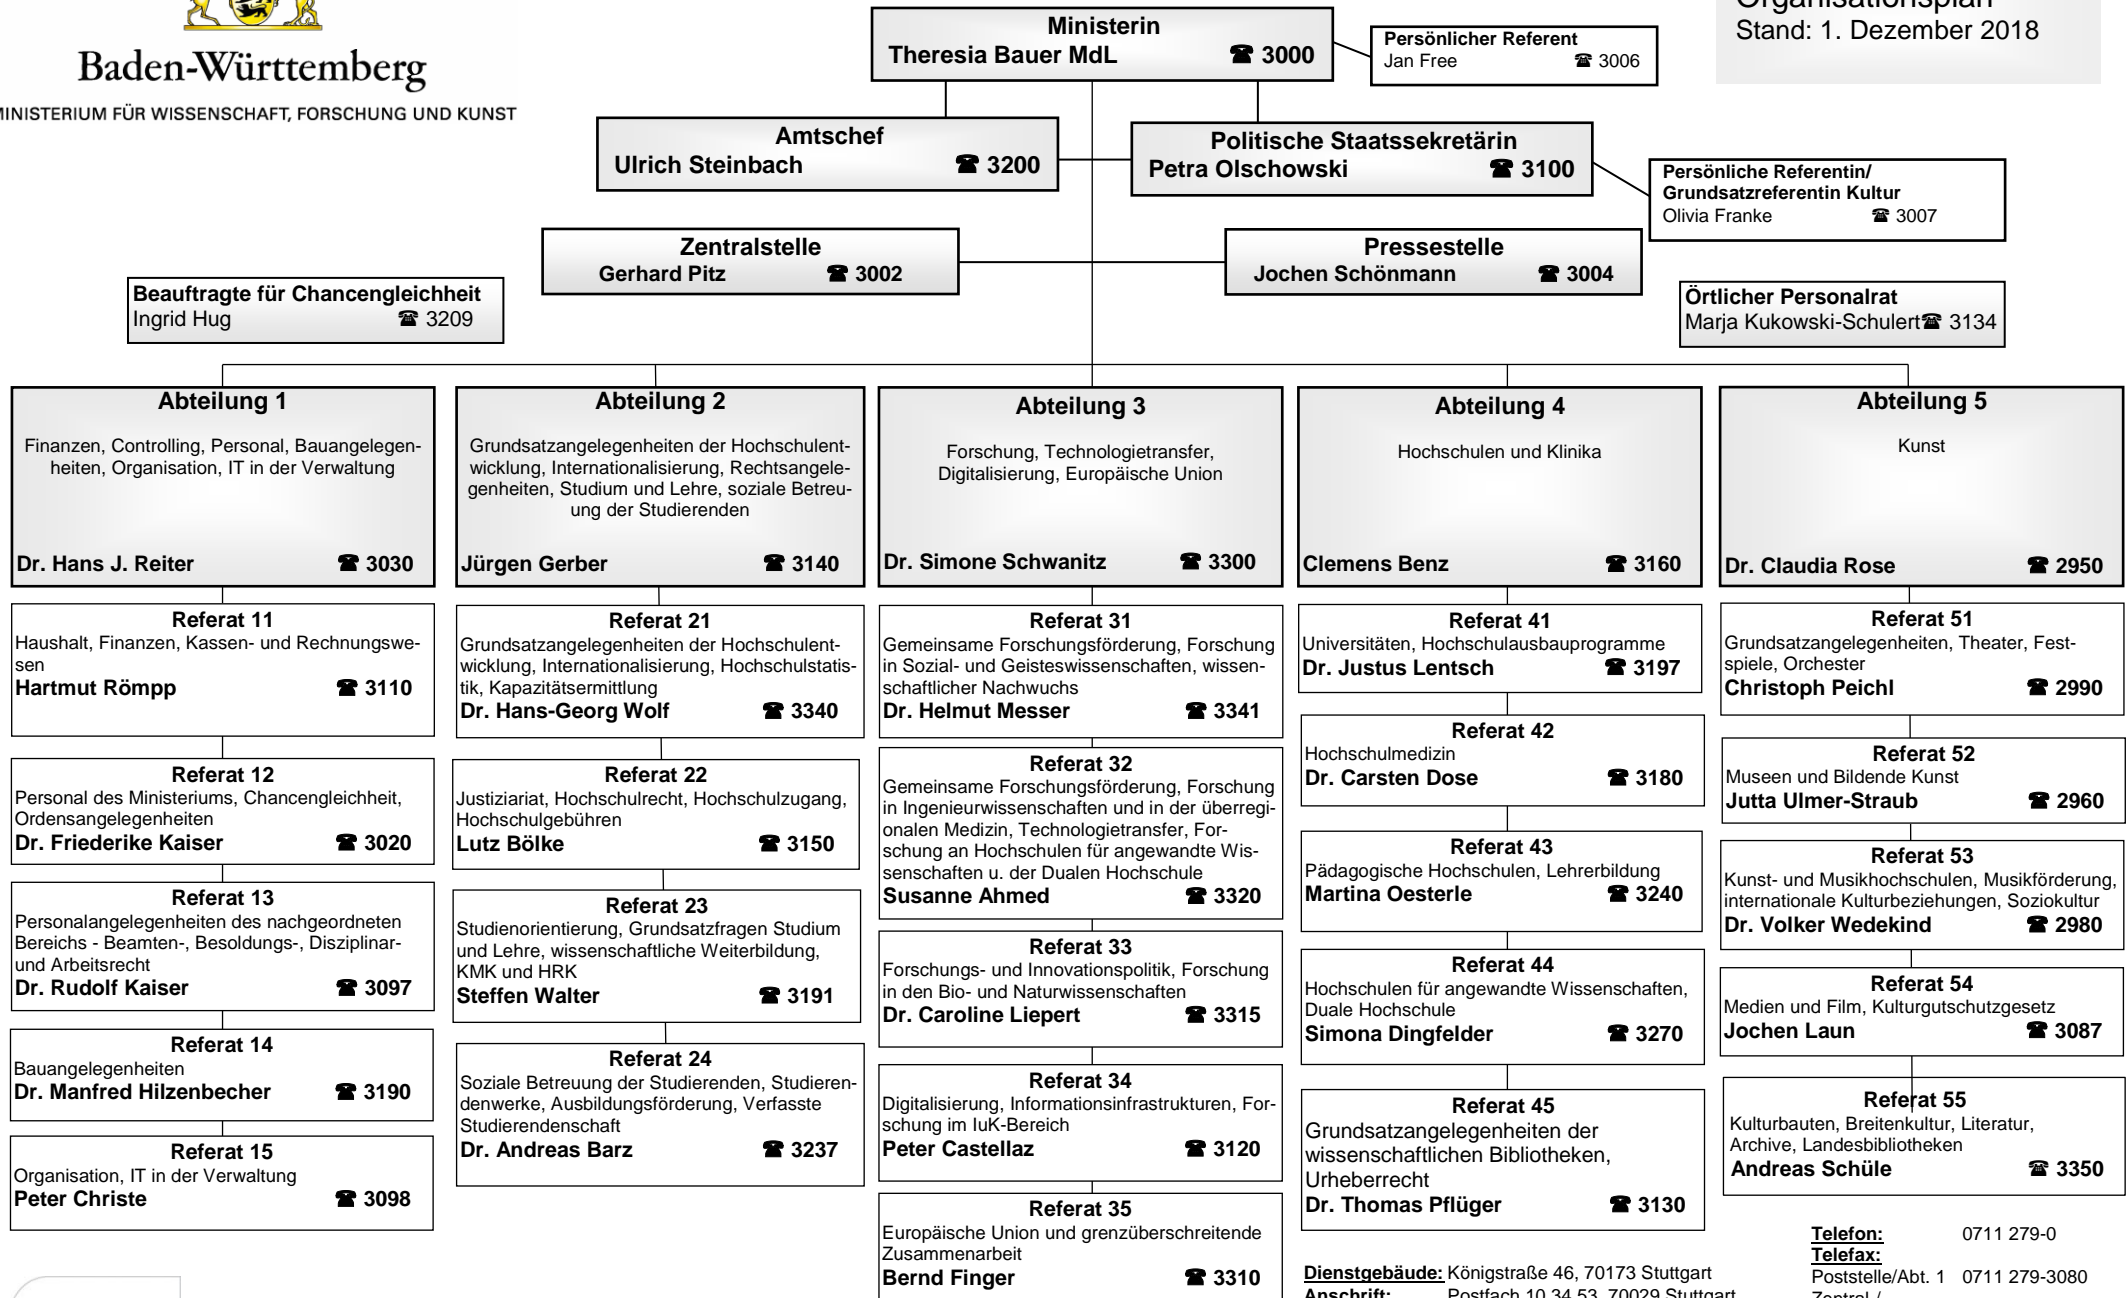 Baden-Württemberg
MINISTERIUM FÜR WISSENSCHAFT, FORSCHUNG UND KUNST
Organisationsplan
Stand: 1. Dezember 2018
Ministerin
Theresia Bauer MdL ☎ 3000
Persönlicher Referent
Jan Free ☎ 3006
Amtschef
Ulrich Steinbach ☎ 3200
Politische Staatssekretärin
Petra Olschowski ☎ 3100
Persönliche Referentin/
Grundsatzreferentin Kultur
Olivia Franke ☎ 3007
Zentralstelle
Gerhard Pitz ☎ 3002
Pressestelle
Jochen Schönmann ☎ 3004
Beauftragte für Chancengleichheit
Ingrid Hug ☎ 3209
Örtlicher Personalrat
Marja Kukowski-Schulert☎ 3134
Abteilung 1
Finanzen, Controlling, Personal, Bauangelegen-
heiten, Organisation, IT in der Verwaltung
Dr. Hans J. Reiter ☎ 3030
Referat 11
Haushalt, Finanzen, Kassen- und Rechnungswe-
sen
Hartmut Römpp ☎ 3110
Referat 12
Personal des Ministeriums, Chancengleichheit,
Ordensangelegenheiten
Dr. Friederike Kaiser ☎ 3020
Referat 13
Personalangelegenheiten des nachgeordneten
Bereichs - Beamten-, Besoldungs-, Disziplinar-
und Arbeitsrecht
Dr. Rudolf Kaiser ☎ 3097
Referat 14
Bauangelegenheiten
Dr. Manfred Hilzenbecher ☎ 3190
Referat 15
Organisation, IT in der Verwaltung
Peter Christe ☎ 3098
Abteilung 2
Grundsatzangelegenheiten der Hochschulent-
wicklung, Internationalisierung, Rechtsangele-
genheiten, Studium und Lehre, soziale Betreu-
ung der Studierenden
Jürgen Gerber ☎ 3140
Referat 21
Grundsatzangelegenheiten der Hochschulent-
wicklung, Internationalisierung, Hochschulstatis-
tik, Kapazitätsermittlung
Dr. Hans-Georg Wolf ☎ 3340
Referat 22
Justiziariat, Hochschulrecht, Hochschulzugang,
Hochschulgebühren
Lutz Bölke ☎ 3150
Referat 23
Studienorientierung, Grundsatzfragen Studium
und Lehre, wissenschaftliche Weiterbildung,
KMK und HRK
Steffen Walter ☎ 3191
Referat 24
Soziale Betreuung der Studierenden, Studieren-
denwerke, Ausbildungsförderung, Verfasste
Studierendenschaft
Dr. Andreas Barz ☎ 3237
Abteilung 3
Forschung, Technologietransfer,
Digitalisierung, Europäische Union
Dr. Simone Schwanitz ☎ 3300
Referat 31
Gemeinsame Forschungsförderung, Forschung
in Sozial- und Geisteswissenschaften, wissen-
schaftlicher Nachwuchs
Dr. Helmut Messer ☎ 3341
Referat 32
Gemeinsame Forschungsförderung, Forschung
in Ingenieurwissenschaften und in der überregi-
onalen Medizin, Technologietransfer, For-
schung an Hochschulen für angewandte Wis-
senschaften u. der Dualen Hochschule
Susanne Ahmed ☎ 3320
Referat 33
Forschungs- und Innovationspolitik, Forschung
in den Bio- und Naturwissenschaften
Dr. Caroline Liepert ☎ 3315
Referat 34
Digitalisierung, Informationsinfrastrukturen, For-
schung im IuK-Bereich
Peter Castellaz ☎ 3120
Referat 35
Europäische Union und grenzüberschreitende
Zusammenarbeit
Bernd Finger ☎ 3310
Abteilung 4
Hochschulen und Klinika
Clemens Benz ☎ 3160
Referat 41
Universitäten, Hochschulausbauprogramme
Dr. Justus Lentsch ☎ 3197
Referat 42
Hochschulmedizin
Dr. Carsten Dose ☎ 3180
Referat 43
Pädagogische Hochschulen, Lehrerbildung
Martina Oesterle ☎ 3240
Referat 44
Hochschulen für angewandte Wissenschaften,
Duale Hochschule
Simona Dingfelder ☎ 3270
Referat 45
Grundsatzangelegenheiten der
wissenschaftlichen Bibliotheken,
Urheberrecht
Dr. Thomas Pflüger ☎ 3130
Abteilung 5
Kunst
Dr. Claudia Rose ☎ 2950
Referat 51
Grundsatzangelegenheiten, Theater, Fest-
spiele, Orchester
Christoph Peichl ☎ 2990
Referat 52
Museen und Bildende Kunst
Jutta Ulmer-Straub ☎ 2960
Referat 53
Kunst- und Musikhochschulen, Musikförderung,
internationale Kulturbeziehungen, Soziokultur
Dr. Volker Wedekind ☎ 2980
Referat 54
Medien und Film, Kulturgutschutzgesetz
Jochen Laun ☎ 3087
Referat 55
Kulturbauten, Breitenkultur, Literatur,
Archive, Landesbibliotheken
Andreas Schüle ☎ 3350
Dienstgebäude: Königstraße 46, 70173 Stuttgart
Anschrift: Postfach 10 34 53, 70029 Stuttgart
Telefon: 0711 279-0
Telefax:
Poststelle/Abt. 1 0711 279-3080
Zentral-/